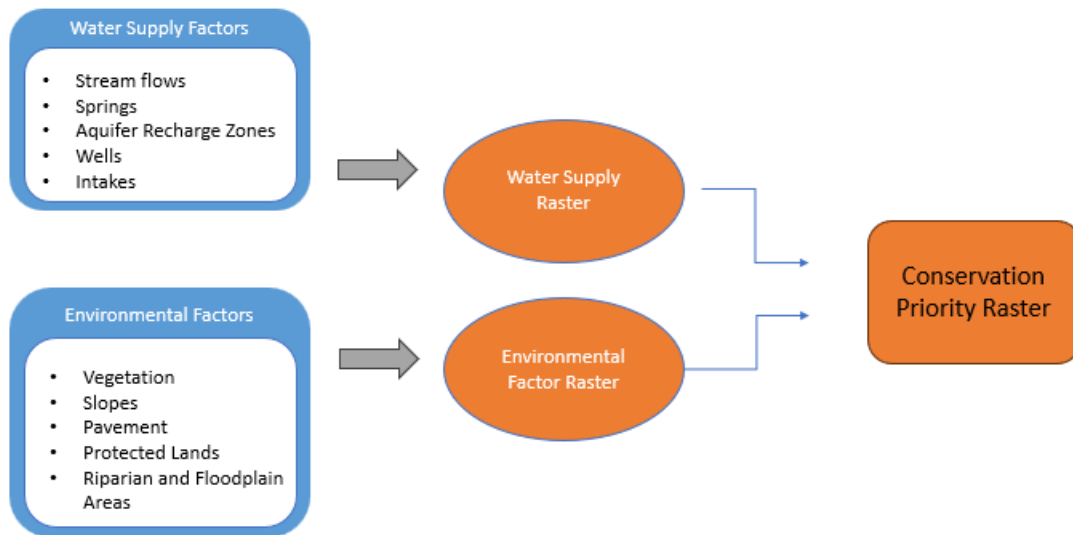 Water Supply Factors
• Stream flows
• Springs
• Aquifer Recharge Zones
• Wells
• Intakes
Water Supply
Raster
Environmental Factors
• Vegetation
• Slopes
• Pavement
• Protected Lands
• Riparian and Floodplain
Areas
Environmental
Factor Raster
Conservation
Priority Raster